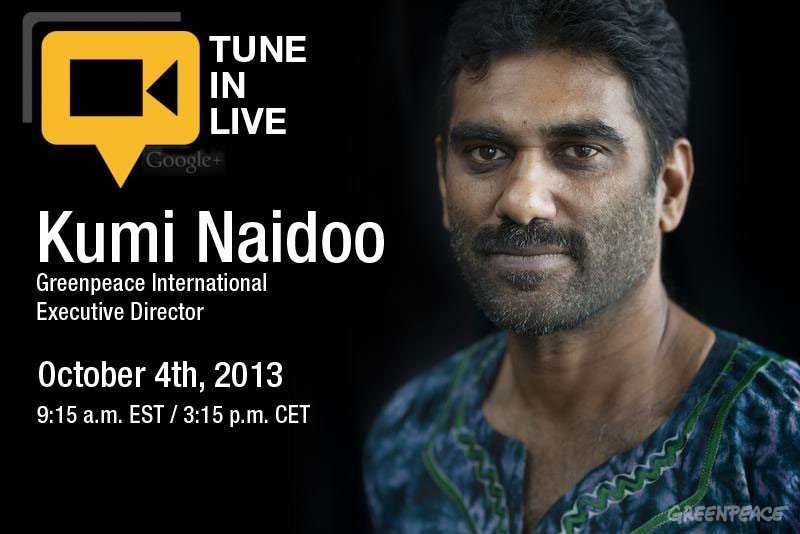 TUNE
IN
LIVE
Google+
Kumi Naidoo
Greenpeace International
Executive Director
October 4th, 2013
9:15 a.m. EST / 3:15 p.m. CET
GREENPEACE